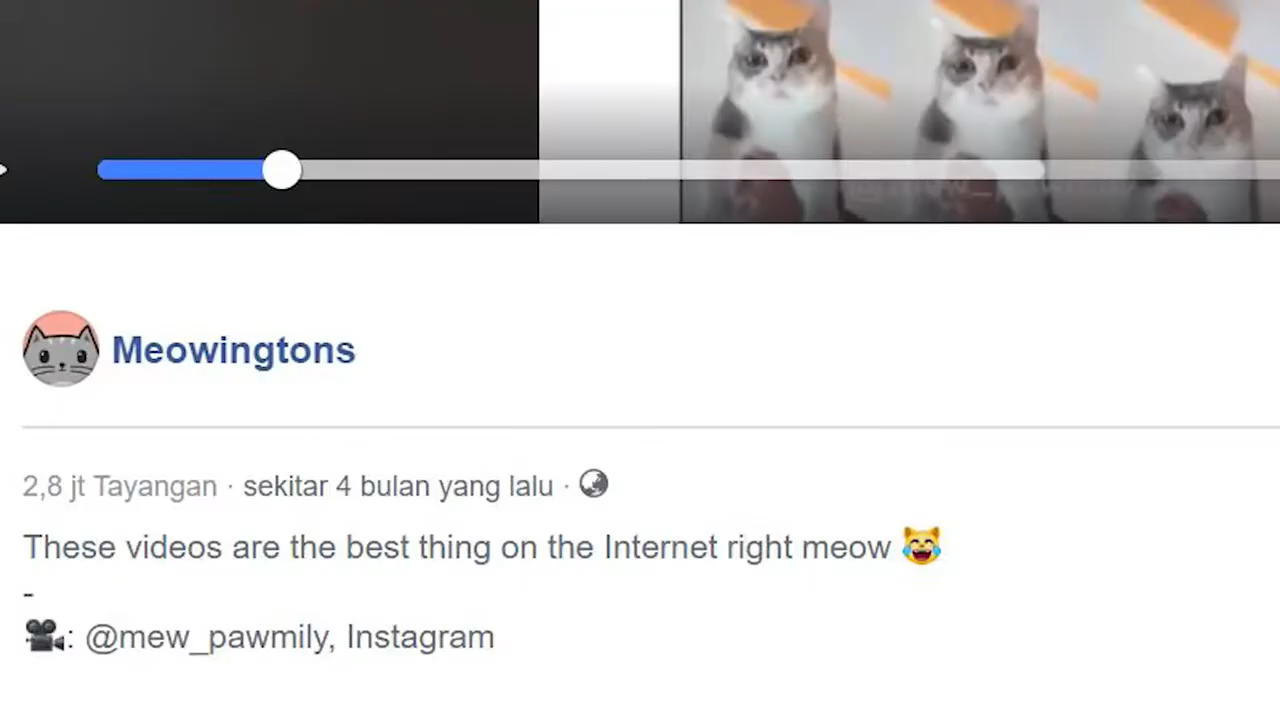 Meowingtons
2,8 jt Tayangan · sekitar 4 bulan yang lalu ·
These videos are the best thing on the Internet right meow 😹
-
🎥: @mew_pawmily, Instagram